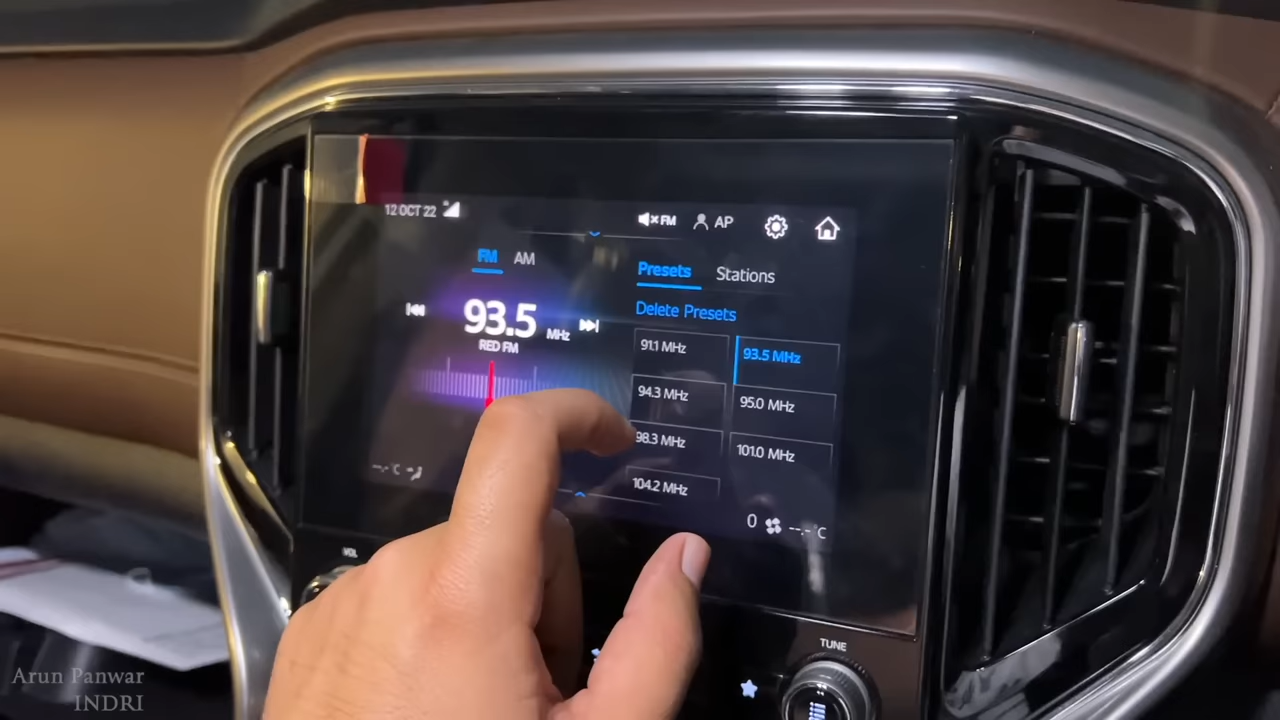 12 OCT 22
FM
AP
FM AM
Presets Stations
Delete Presets
93.5 MHz
RED FM
91.1 MHz
93.5 MHz
94.3 MHz
95.0 MHz
98.3 MHz
101.0 MHz
104.2 MHz
--.- °C
0
--.- °C
VOL
TUNE
Arun Panwar
INDRI